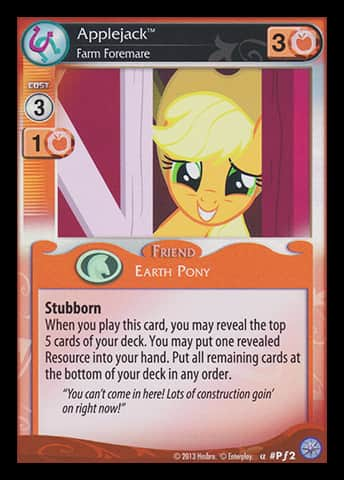 Applejack™
Farm Foremare
3
COST
3
1
FRIEND
EARTH PONY
Stubborn
When you play this card, you may reveal the top
5 cards of your deck. You may put one revealed
Resource into your hand. Put all remaining cards at
the bottom of your deck in any order.
“You can’t come in here! Lots of construction goin’
on right now!”
© 2013 Hasbro. © Enterplay. α #Pƒ2